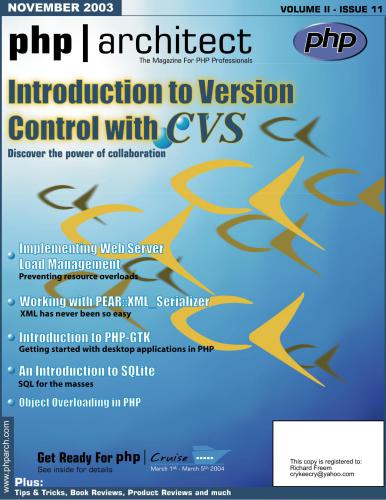 NOVEMBER 2003
VOLUME II - ISSUE 11
php | architect
The Magazine For PHP Professionals
php
Introduction to Version
Control with CVS
Discover the power of collaboration
Implementing Web Server
Load Management
Preventing resource overloads
Working with PEAR::XML_Serializer
XML has never been so easy
Introduction to PHP-GTK
Getting started with desktop applications in PHP
An Introduction to SQLite
SQL for the masses
Object Overloading in PHP
www.phparch.com
Get Ready For php | Cruise
See inside for details
March 1st - March 5th 2004
This copy is registered to:
Richard Freem
crykeecry@yahoo.com
Plus:
Tips & Tricks, Book Reviews, Product Reviews and much